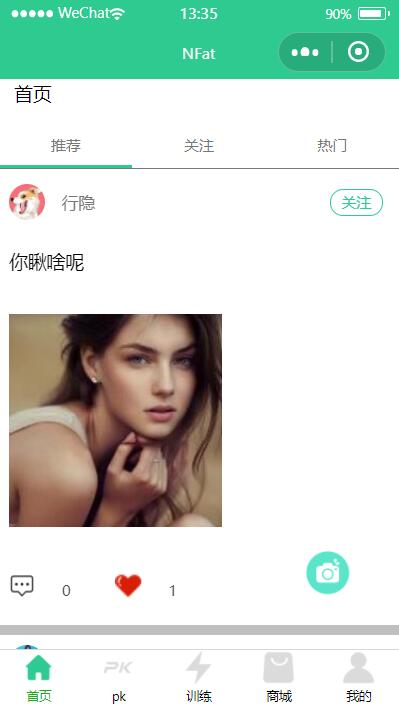 WeChat 13:35 90%
NFat
首页
推荐 关注 热门
行隐 关注
你瞅啥呢
0 1
PK
首页 pk 训练 商城 我的